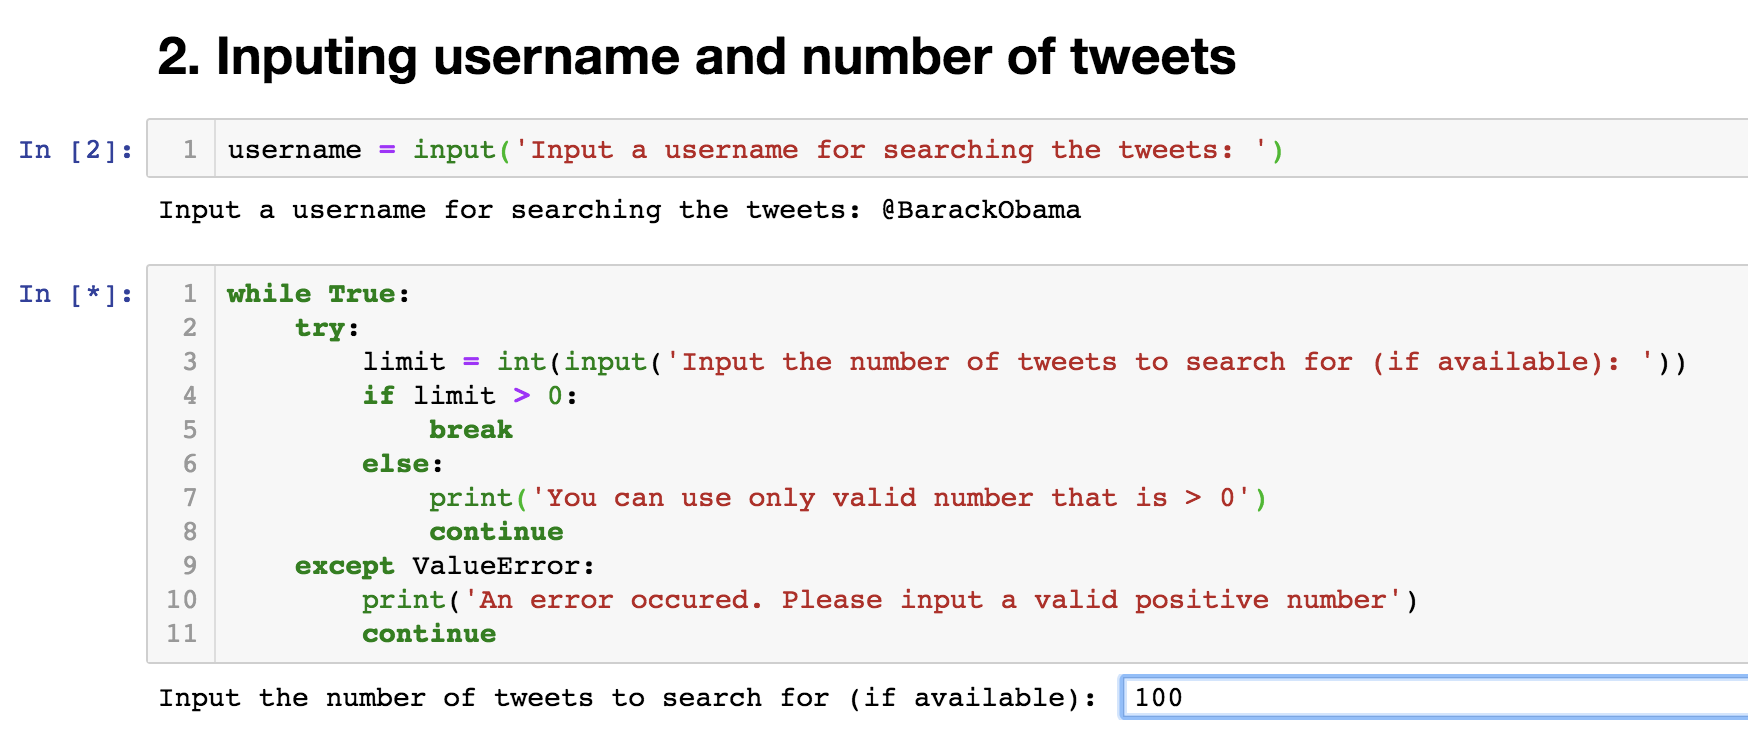 2. Inputing username and number of tweets
In [2]:
1 username = input('Input a username for searching the tweets: ')
Input a username for searching the tweets: @BarackObama
In [*]:
1 while True:
2     try:
3         limit = int(input('Input the number of tweets to search for (if available): '))
4         if limit > 0:
5             break
6         else:
7             print('You can use only valid number that is > 0')
8             continue
9     except ValueError:
10         print('An error occured. Please input a valid positive number')
11         continue
Input the number of tweets to search for (if available): 100